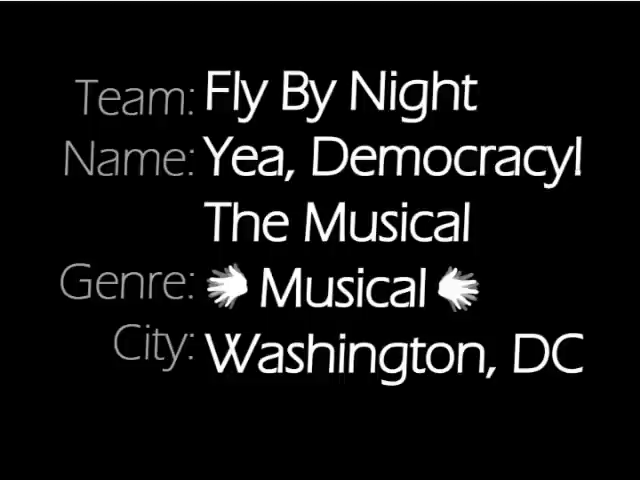 Team: Fly By Night
Name: Yea, Democracy!
The Musical
Genre: Musical
City: Washington, DC